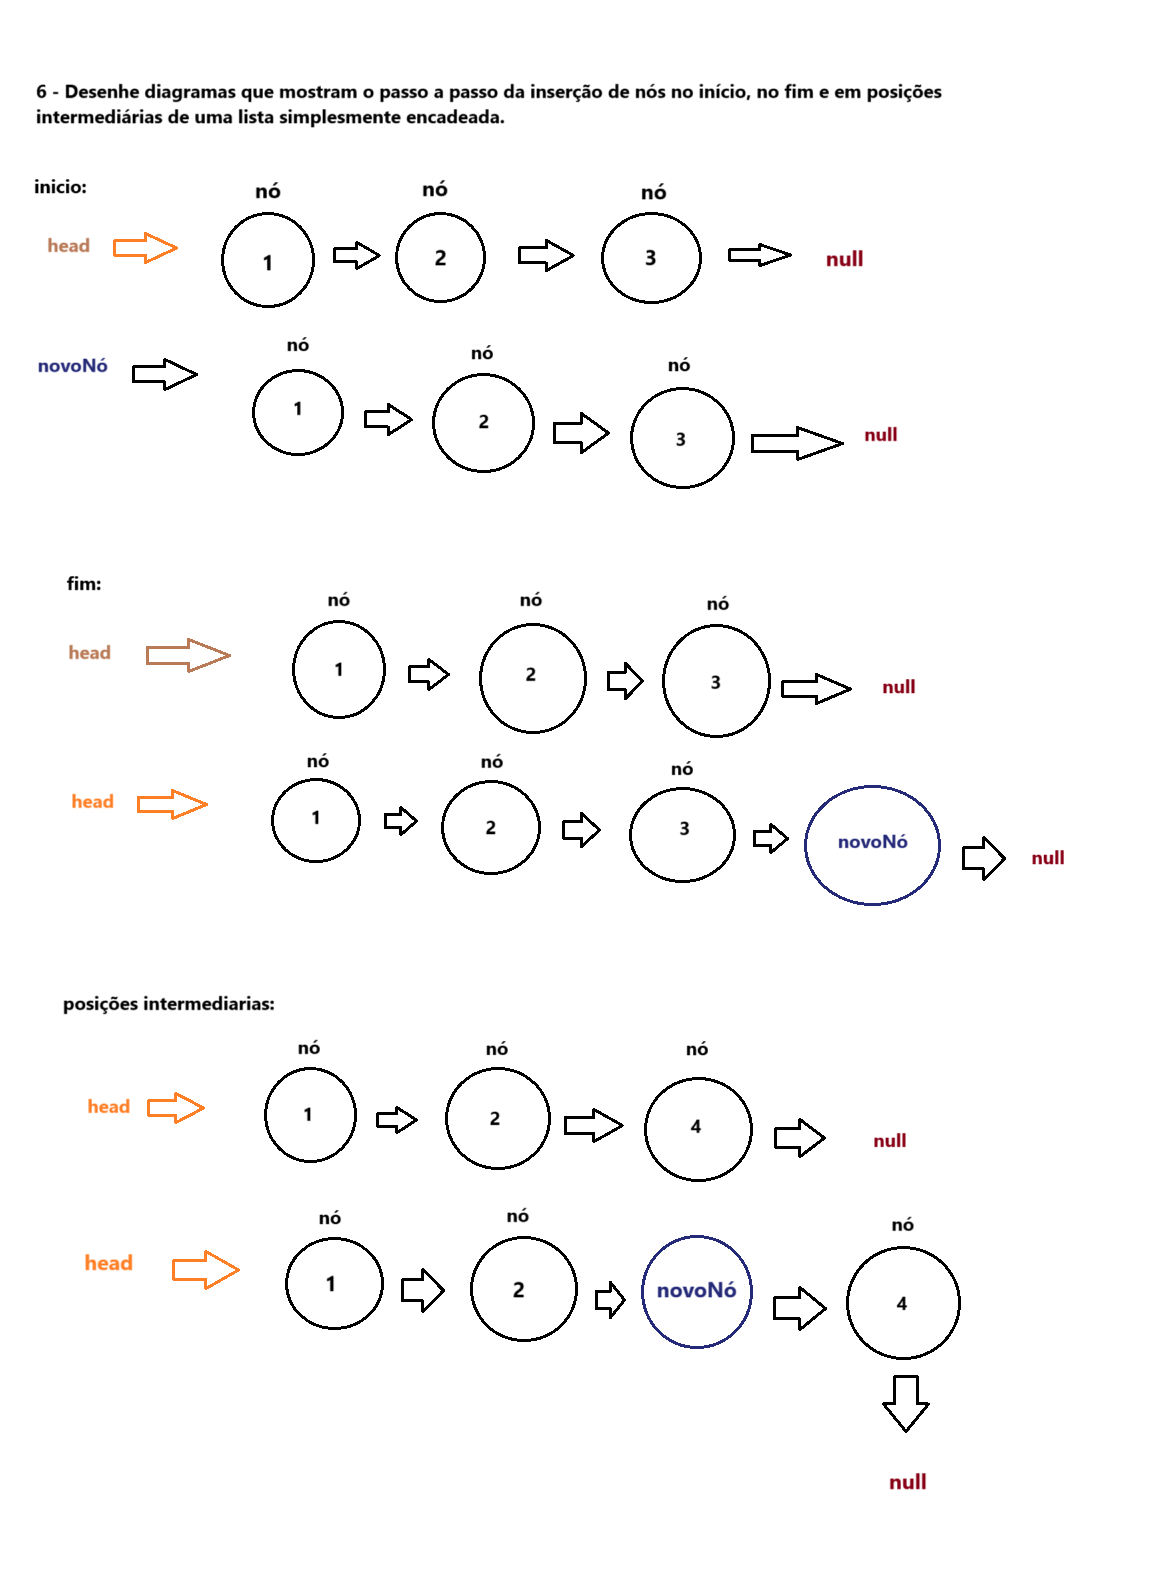 6 - Desenhe diagramas que mostram o passo a passo da inserção de nós no início, no fim e em posições
intermediárias de uma lista simplesmente encadeada.
inicio:
nó nó nó
head 1 2 3 null
nó nó nó
novoNó 1 2 3 null
fim:
nó nó nó
head 1 2 3 null
nó nó nó
head 1 2 3 novoNó null
posições intermediarias:
nó nó nó
head 1 2 4 null
nó nó nó
head 1 2 novoNó 4
null